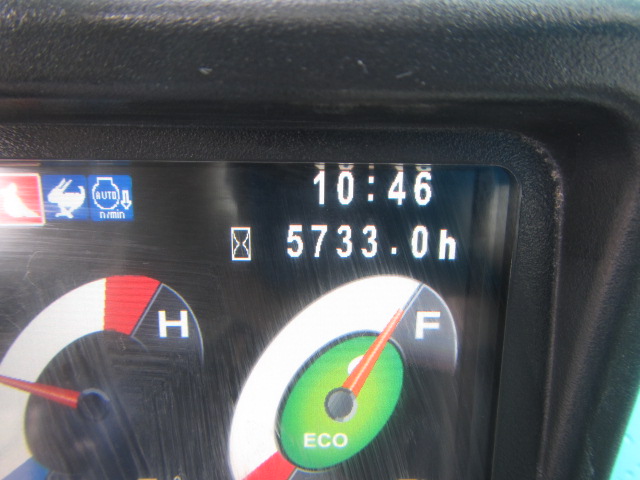 10:46
AUTO
n/min
5733.0h
H
F
ECO